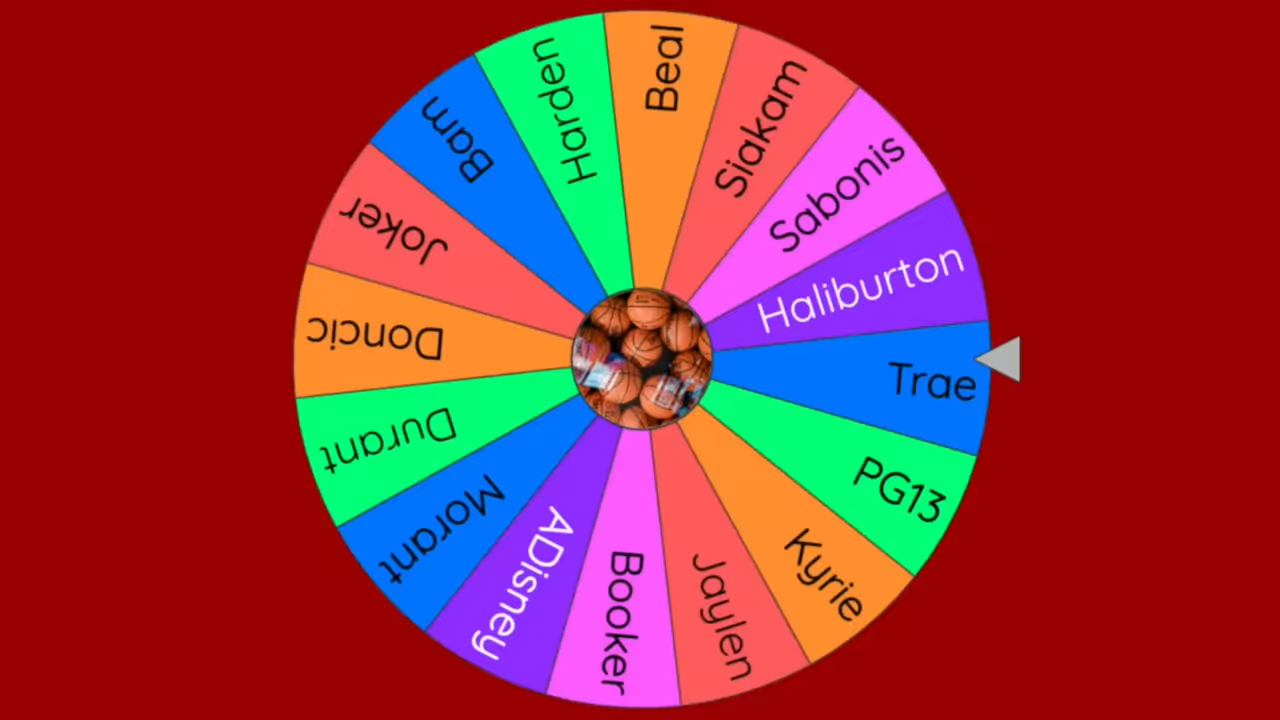 Beal
Siakam
Sabonis
Haliburton
Trae
PG13
Kyrie
Jaylen
Booker
ADisney
Morant
Durant
Doncic
Joker
Bam
Harden